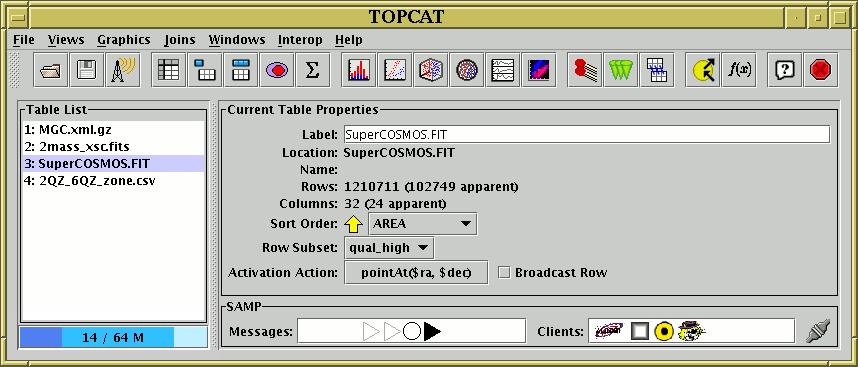 TOPCAT
File Views Graphics Joins Windows Interop Help
Σ f(x) ?
Table List
1: MGC.xml.gz
2: 2mass_xsc.fits
3: SuperCOSMOS.FIT
4: 2QZ_6QZ_zone.csv
14 / 64 M
Current Table Properties
Label: SuperCOSMOS.FIT
Location: SuperCOSMOS.FIT
Name:
Rows: 1210711 (102749 apparent)
Columns: 32 (24 apparent)
Sort Order: AREA
Row Subset: qual_high
Activation Action: pointAt($ra, $dec) Broadcast Row
SAMP
Messages: Clients: